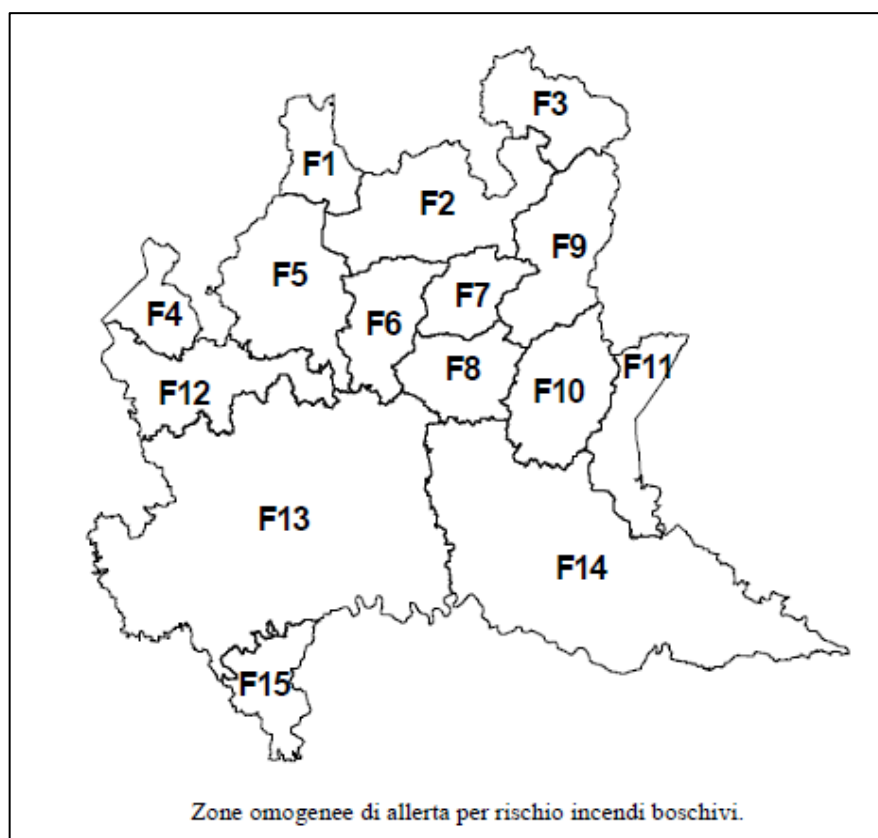 F3
F1
F2
F9
F5
F7
F4
F6
F8
F11
F12
F10
F13
F14
F15
Zone omogenee di allerta per rischio incendi boschivi.